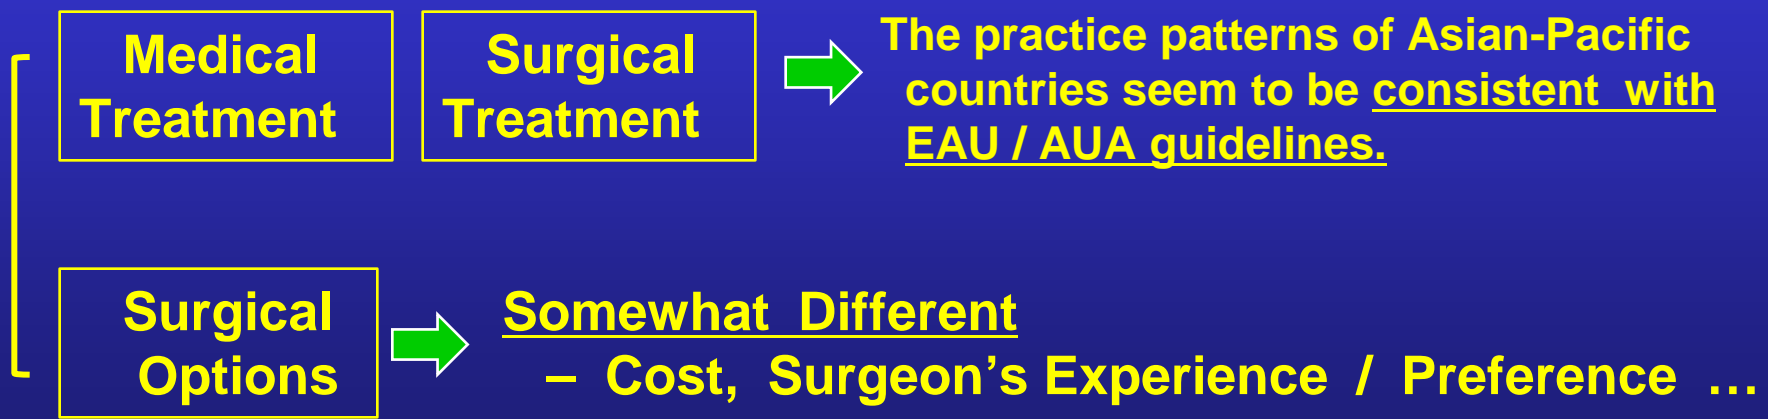 Medical
Treatment
Surgical
Treatment
The practice patterns of Asian-Pacific
countries seem to be consistent with
EAU / AUA guidelines.
Surgical
Options
Somewhat Different
– Cost, Surgeon’s Experience / Preference …